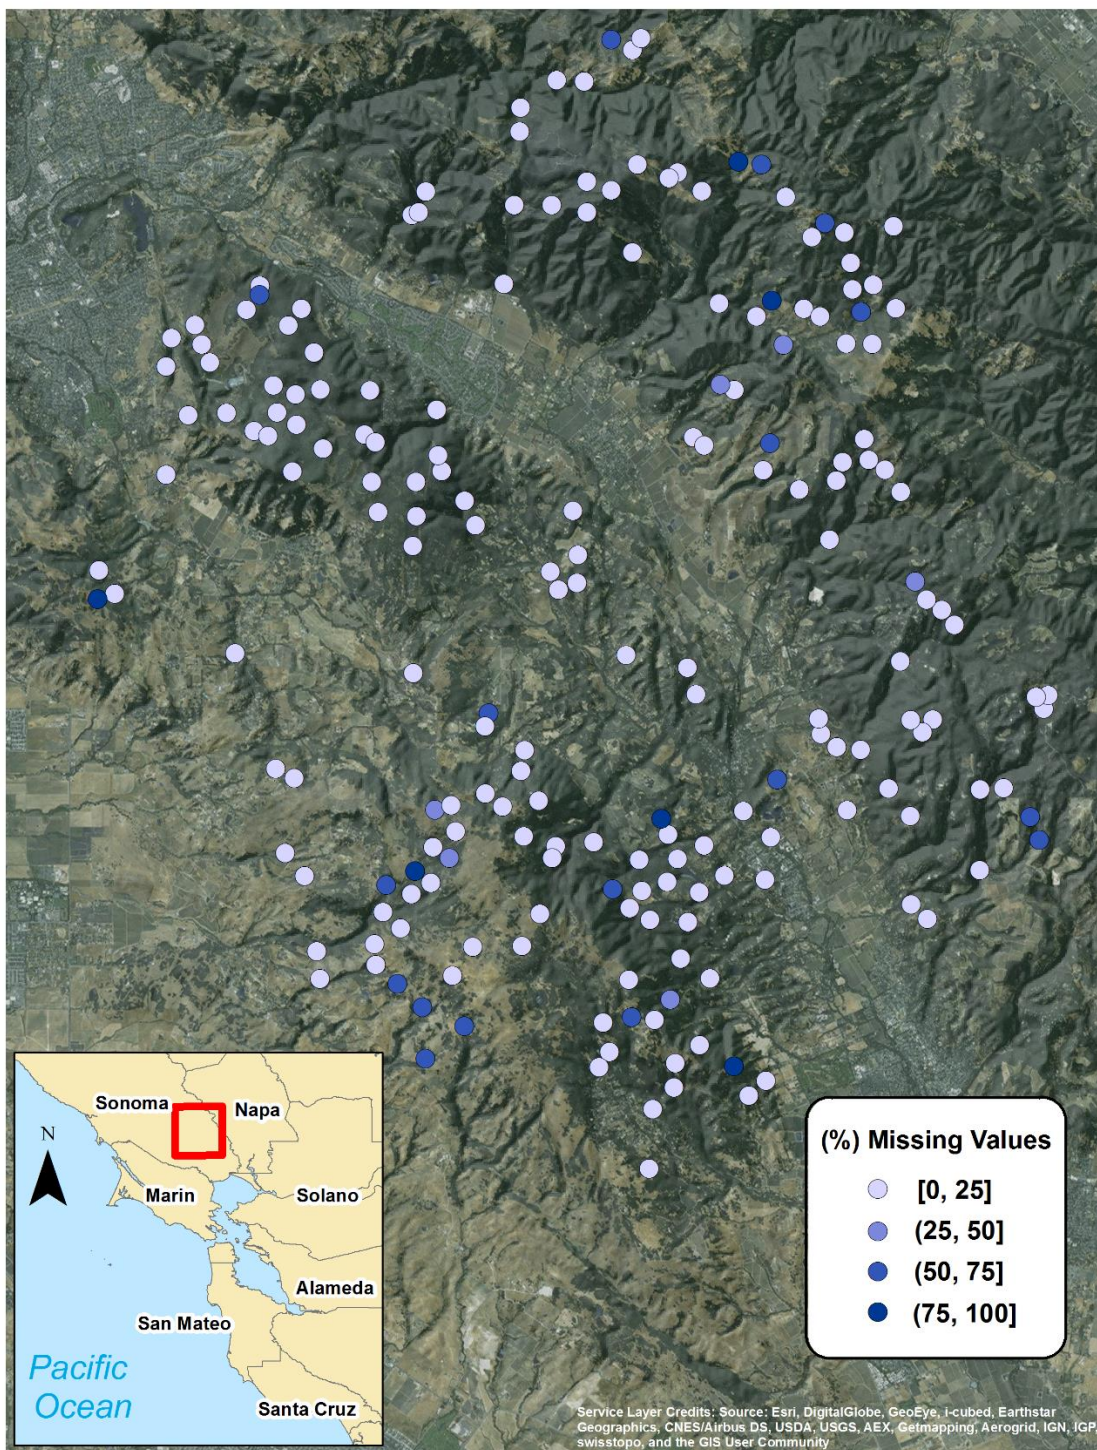 Sonoma
Napa
N
Marin
Solano
Alameda
San Mateo
Pacific
Ocean
Santa Cruz
(%) Missing Values
[0, 25]
(25, 50]
(50, 75]
(75, 100]
Service Layer Credits: Source: Esri, DigitalGlobe, GeoEye, i-cubed, Earthstar
Geographics, CNES/Airbus DS, USDA, USGS, AEX, Getmapping, Aerogrid, IGN, IGP,
swisstopo, and the GIS User Community